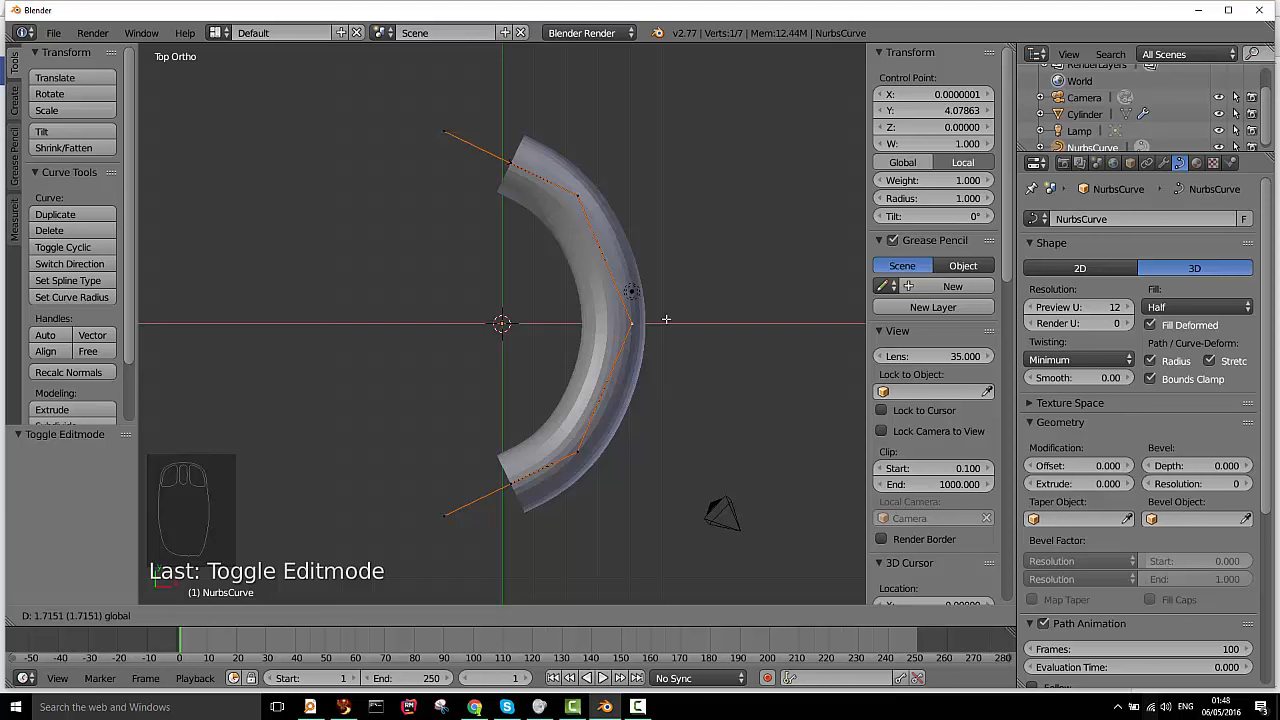 Blender
File Render Window Help Default Scene Blender Render v2.77 | Verts:1/7 | Mem:12.44M | NurbsCurve
Tools
Create
Grease Pencil
Measuret
Transform
Translate
Rotate
Scale
Tilt
Shrink/Fatten
Curve Tools
Curve:
Duplicate
Delete
Toggle Cyclic
Switch Direction
Set Spline Type
Set Curve Radius
Handles:
Auto Vector
Align Free
Recalc Normals
Modeling:
Extrude
Toggle Editmode
Top Ortho
Last: Toggle Editmode
(1) NurbsCurve
D: 1.7151 (1.7151) global
Transform
Control Point:
X: 0.0000001
Y: 4.07863
Z: 0.00000
W: 1.000
Global Local
Weight: 1.000
Radius: 1.000
Tilt: 0°
Grease Pencil
Scene Object
New
New Layer
View
Lens: 35.000
Lock to Object:
Lock to Cursor
Lock Camera to View
Clip:
Start: 0.100
End: 1000.000
Local Camera:
Camera
Render Border
3D Cursor
Location:
View Search All Scenes
RenderLayers
World
Camera
Cylinder
Lamp
NurbsCurve
NurbsCurve NurbsCurve
NurbsCurve F
Shape
2D 3D
Resolution: Fill:
Preview U: 12 Half
Render U: 0 Fill Deformed
Twisting: Path / Curve-Deform:
Minimum Radius Stretc
Smooth: 0.00 Bounds Clamp
Texture Space
Geometry
Modification: Bevel:
Offset: 0.000 Depth: 0.000
Extrude: 0.000 Resolution: 0
Taper Object: Bevel Object:
Bevel Factor:
Resolution Start: 0.000
Resolution End: 1.000
Map Taper Fill Caps
Path Animation
Frames: 100
Evaluation Time: 0.000
-50 -40 -30 -20 -10 0 10 20 30 40 50 60 70 80 90 100 110 120 130 140 150 160 170 180 190 200 210 220 230 240 250 260 270 280
View Marker Frame Playback Start: 1 End: 250 1 No Sync
Search the web and Windows
01:48
06/05/2016